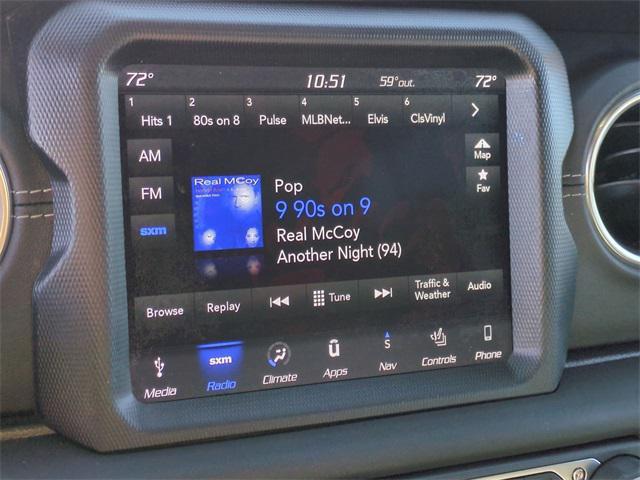 72° 10:51 59°out. 72°
1 2 3 4 5 6
Hits 1 80s on 8 Pulse MLBNet... Elvis ClsVinyl
AM
Map
FM
Fav
sxm
Real McCoy
Pop
9 90s on 9
Real McCoy
Another Night (94)
Browse Replay Tune Traffic & Weather Audio
sxm
S
Media Radio Climate Apps Nav Controls Phone